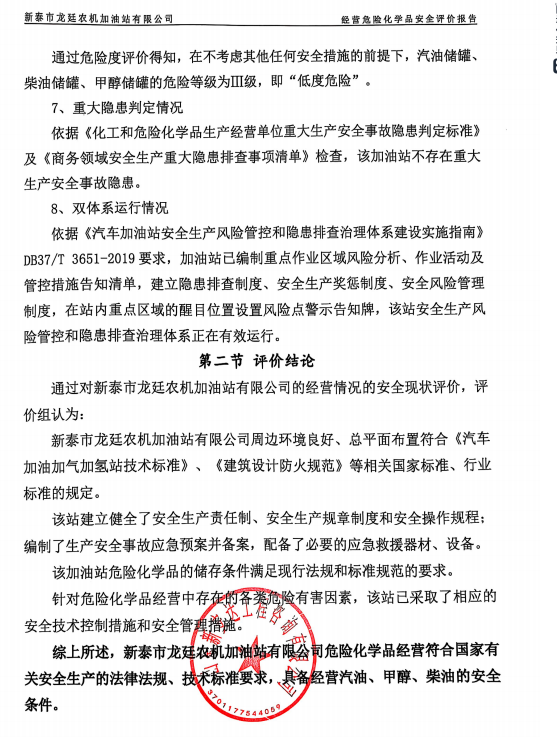 新泰市龙廷农机加油站有限公司 经营危险化学品安全评价报告
通过危险度评价得知，在不考虑其他任何安全措施的前提下，汽油储罐、
柴油储罐、甲醇储罐的危险等级为Ⅲ级，即“低度危险”。
7、重大隐患判定情况
依据《化工和危险化学品生产经营单位重大生产安全事故隐患判定标准》
及《商务领域安全生产重大隐患排查事项清单》检查，该加油站不存在重大
生产安全事故隐患。
8、双体系运行情况
依据《汽车加油站安全生产风险管控和隐患排查治理体系建设实施指南》
DB37/T 3651-2019 要求，加油站已编制重点作业区域风险分析、作业活动及
管控措施告知清单，建立隐患排查制度、安全生产奖惩制度、安全风险管理
制度，在站内重点区域的醒目位置设置风险点警示告知牌，该站安全生产风
险管控和隐患排查治理体系正在有效运行。
第二节 评价结论
通过对新泰市龙廷农机加油站有限公司的经营情况的安全现状评价，评
价组认为：
新泰市龙廷农机加油站有限公司周边环境良好、总平面布置符合《汽车
加油加气加氢站技术标准》、《建筑设计防火规范》等相关国家标准、行业
标准的规定。
该站建立健全了安全生产责任制、安全生产规章制度和安全操作规程；
编制了生产安全事故应急预案并备案，配备了必要的应急救援器材、设备。
该加油站危险化学品的储存条件满足现行法规和标准规范的要求。
针对危险化学品经营中存在的各类危险有害因素，该站已采取了相应的
安全技术控制措施和安全管理措施。
综上所述，新泰市龙廷农机加油站有限公司危险化学品经营符合国家有
关安全生产的法律法规、技术标准要求，具备经营汽油、甲醇、柴油的安全
条件。
达工程咨询有限公司
3701177544059